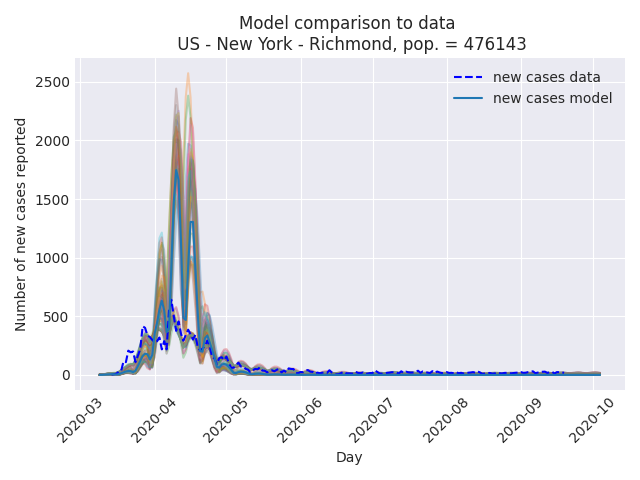 Model comparison to data
US - New York - Richmond, pop. = 476143
new cases data
new cases model
Number of new cases reported
2500
2000
1500
1000
500
0
2020-03
2020-04
2020-05
2020-06
2020-07
2020-08
2020-09
2020-10
Day